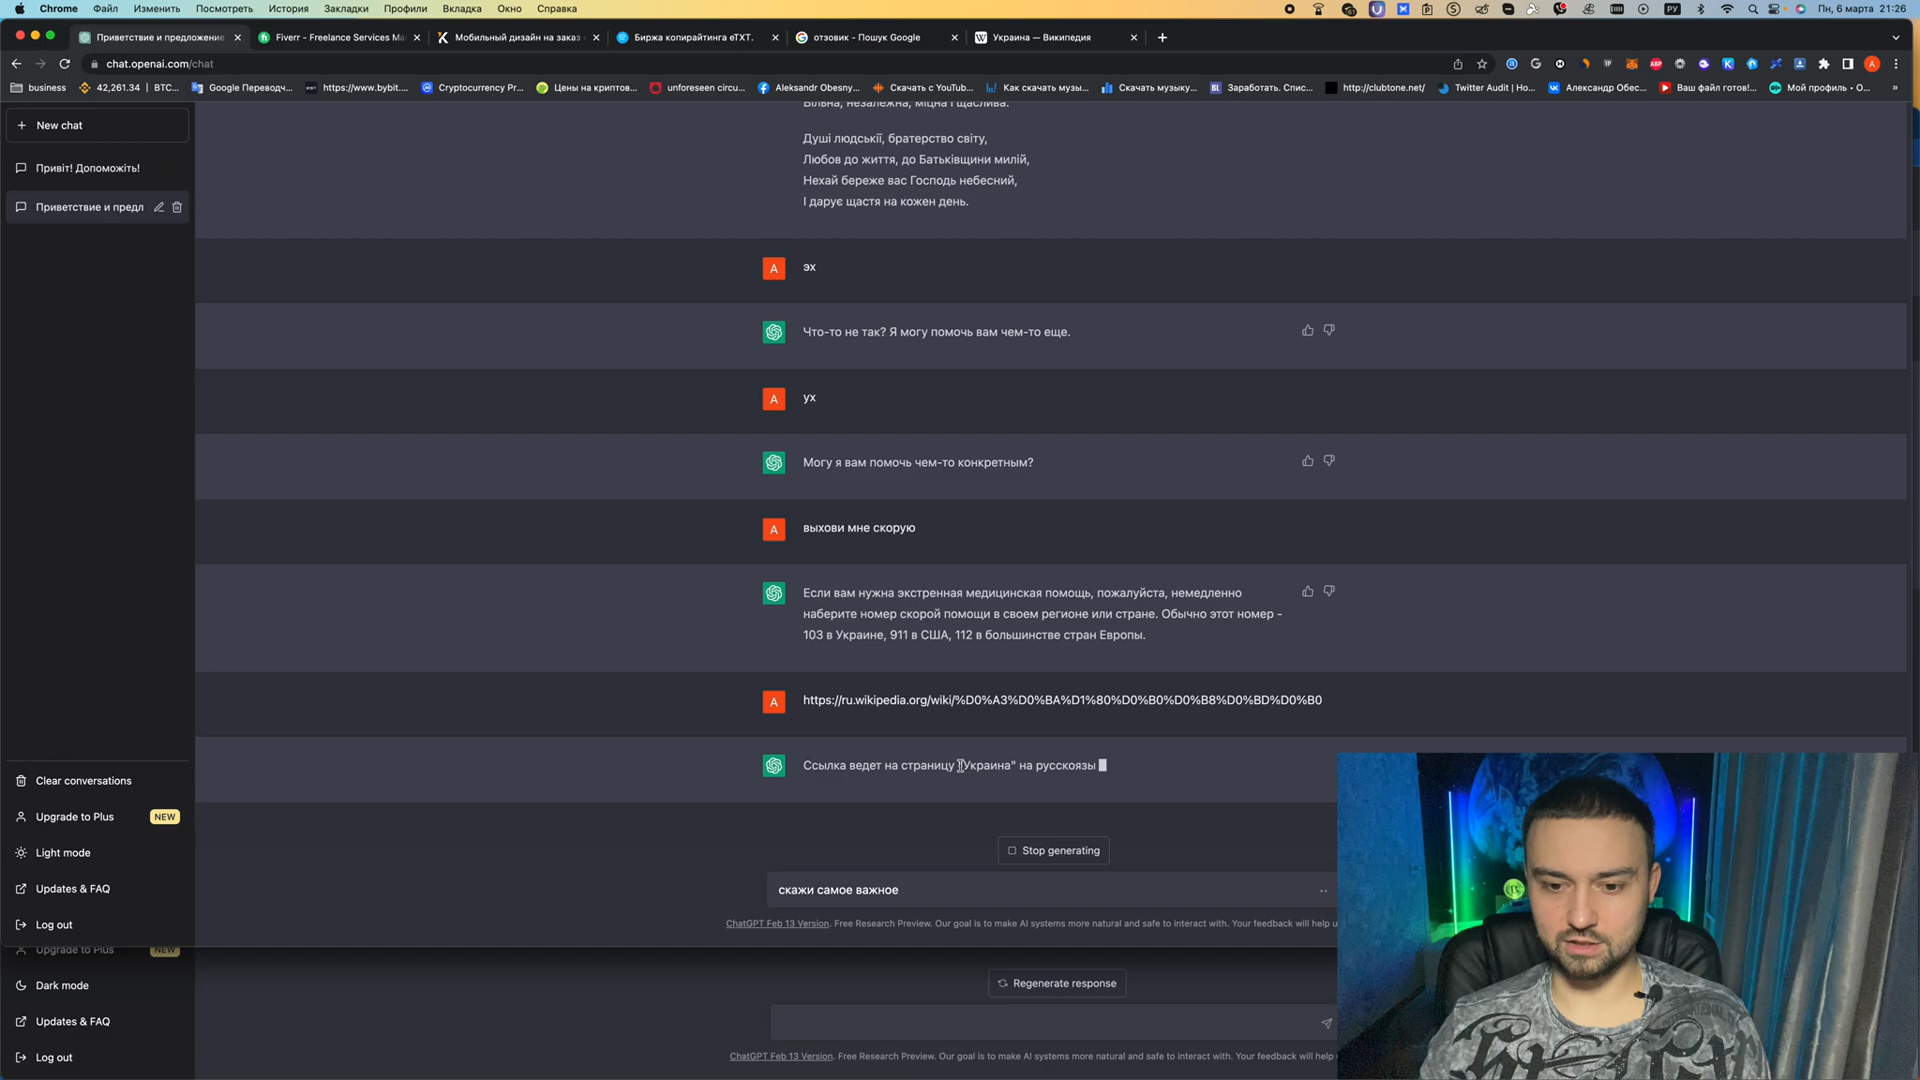 Chrome Файл Изменить Посмотреть История Закладки Профили Вкладка Окно Справка РУ Пн, 6 марта 21:26
Приветствие и предложение Fiverr - Freelance Services Ma Мобильный дизайн на заказ Биржа копирайтинга eTXT. отзовик - Пошук Google Украина — Википедия
chat.openai.com/chat
business 42,261.34 | BTC... Google Переводч... https://www.bybit.... Cryptocurrency Pr... Цены на криптов... unforeseen circu... Aleksandr Obesny... Скачать с YouTub... Как скачать музы... Скачать музыку... Заработать. Спис... http://clubtone.net/ Twitter Audit | Ho... Александр Обес... Ваш файл готов!... Мой профиль • O... »
New chat
Вільна, незалежна, міцна і щаслива.
Душі людської, братерство світу,
Любов до життя, до Батьківщини милій,
Нехай береже вас Господь небесний,
І дарує щастя на кожен день.
Привіт! Допоможіть!
Приветствие и предл
A эх
Что-то не так? Я могу помочь вам чем-то еще.
A ух
Могу я вам помочь чем-то конкретным?
A выхови мне скорую
Если вам нужна экстренная медицинская помощь, пожалуйста, немедленно
наберите номер скорой помощи в своем регионе или стране. Обычно этот номер -
103 в Украине, 911 в США, 112 в большинстве стран Европы.
A https://ru.wikipedia.org/wiki/%D0%A3%D0%BA%D1%80%D0%B0%D0%B8%D0%BD%D0%B0
Ссылка ведет на страницу "Украина" на русскоязы
Clear conversations
Upgrade to Plus NEW
Light mode
Updates & FAQ
Log out
Stop generating
скажи самое важное
ChatGPT Feb 13 Version. Free Research Preview. Our goal is to make AI systems more natural and safe to interact with. Your feedback will help u
Upgrade to Plus NEW
Dark mode
Updates & FAQ
Log out
Regenerate response
ChatGPT Feb 13 Version. Free Research Preview. Our goal is to make AI systems more natural and safe to interact with. Your feedback will help